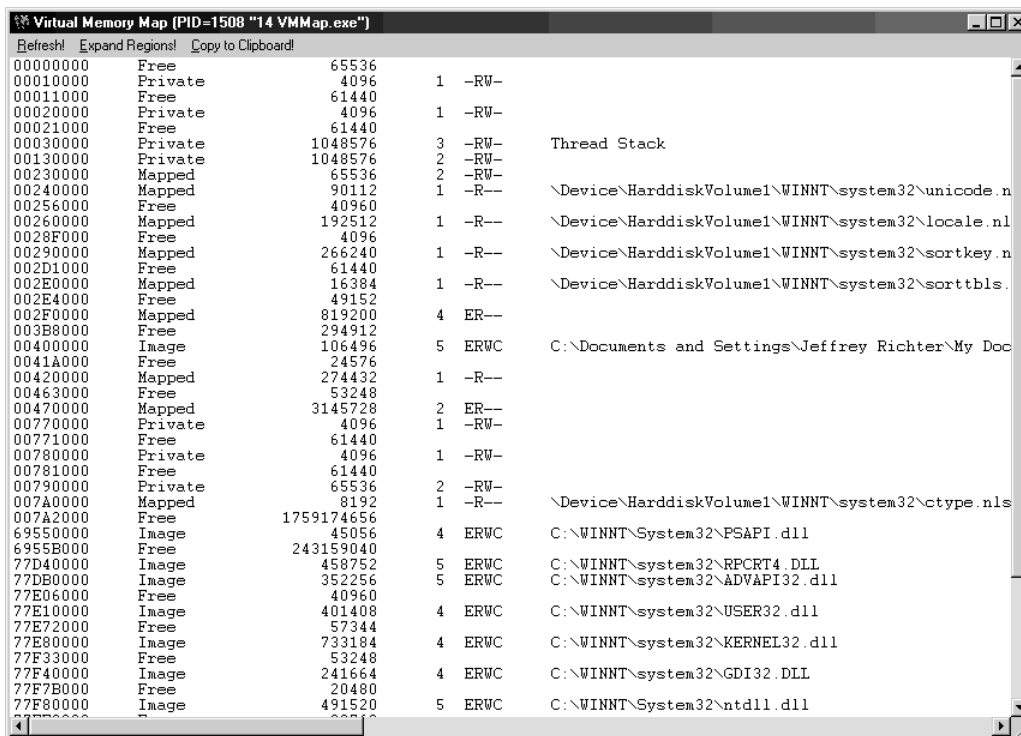 Virtual Memory Map (PID=1508 "14 VMMap.exe")
Refresh! Expand Regions! Copy to Clipboard!
00000000 Free 65536
00010000 Private 4096 1 -RW-
00011000 Free 61440
00020000 Private 4096 1 -RW-
00021000 Free 61440
00030000 Private 1048576 3 -RW- Thread Stack
00130000 Private 1048576 2 -RW-
00230000 Mapped 65536 2 -RW-
00240000 Mapped 90112 1 -R-- \Device\HarddiskVolume1\WINNT\system32\unicode.n
00256000 Free 40960
00260000 Mapped 192512 1 -R-- \Device\HarddiskVolume1\WINNT\system32\locale.nl
0028F000 Free 4096
00290000 Mapped 266240 1 -R-- \Device\HarddiskVolume1\WINNT\system32\sortkey.n
002D1000 Free 61440
002E0000 Mapped 16384 1 -R-- \Device\HarddiskVolume1\WINNT\system32\sorttbls.
002E4000 Free 49152
002F0000 Mapped 819200 4 ER--
003B8000 Free 294912
00400000 Image 106496 5 ERWC C:\Documents and Settings\Jeffrey Richter\My Doc
0041A000 Free 24576
00420000 Mapped 274432 1 -R--
00463000 Free 53248
00470000 Mapped 3145728 2 ER--
00770000 Private 4096 1 -RW-
00771000 Free 61440
00780000 Private 4096 1 -RW-
00781000 Free 61440
00790000 Private 65536 2 -RW-
007A0000 Mapped 8192 1 -R-- \Device\HarddiskVolume1\WINNT\system32\ctype.nls
007A2000 Free 1759174656
69550000 Image 45056 4 ERWC C:\WINNT\System32\PSAPI.dll
6955B000 Free 243159040
77D40000 Image 458752 5 ERWC C:\WINNT\system32\RPCRT4.DLL
77DB0000 Image 352256 5 ERWC C:\WINNT\system32\ADVAPI32.dll
77E06000 Free 40960
77E10000 Image 401408 4 ERWC C:\WINNT\system32\USER32.dll
77E72000 Free 57344
77E80000 Image 733184 4 ERWC C:\WINNT\system32\KERNEL32.dll
77F33000 Free 53248
77F40000 Image 241664 4 ERWC C:\WINNT\system32\GDI32.DLL
77F7B000 Free 20480
77F80000 Image 491520 5 ERWC C:\WINNT\System32\ntdll.dll